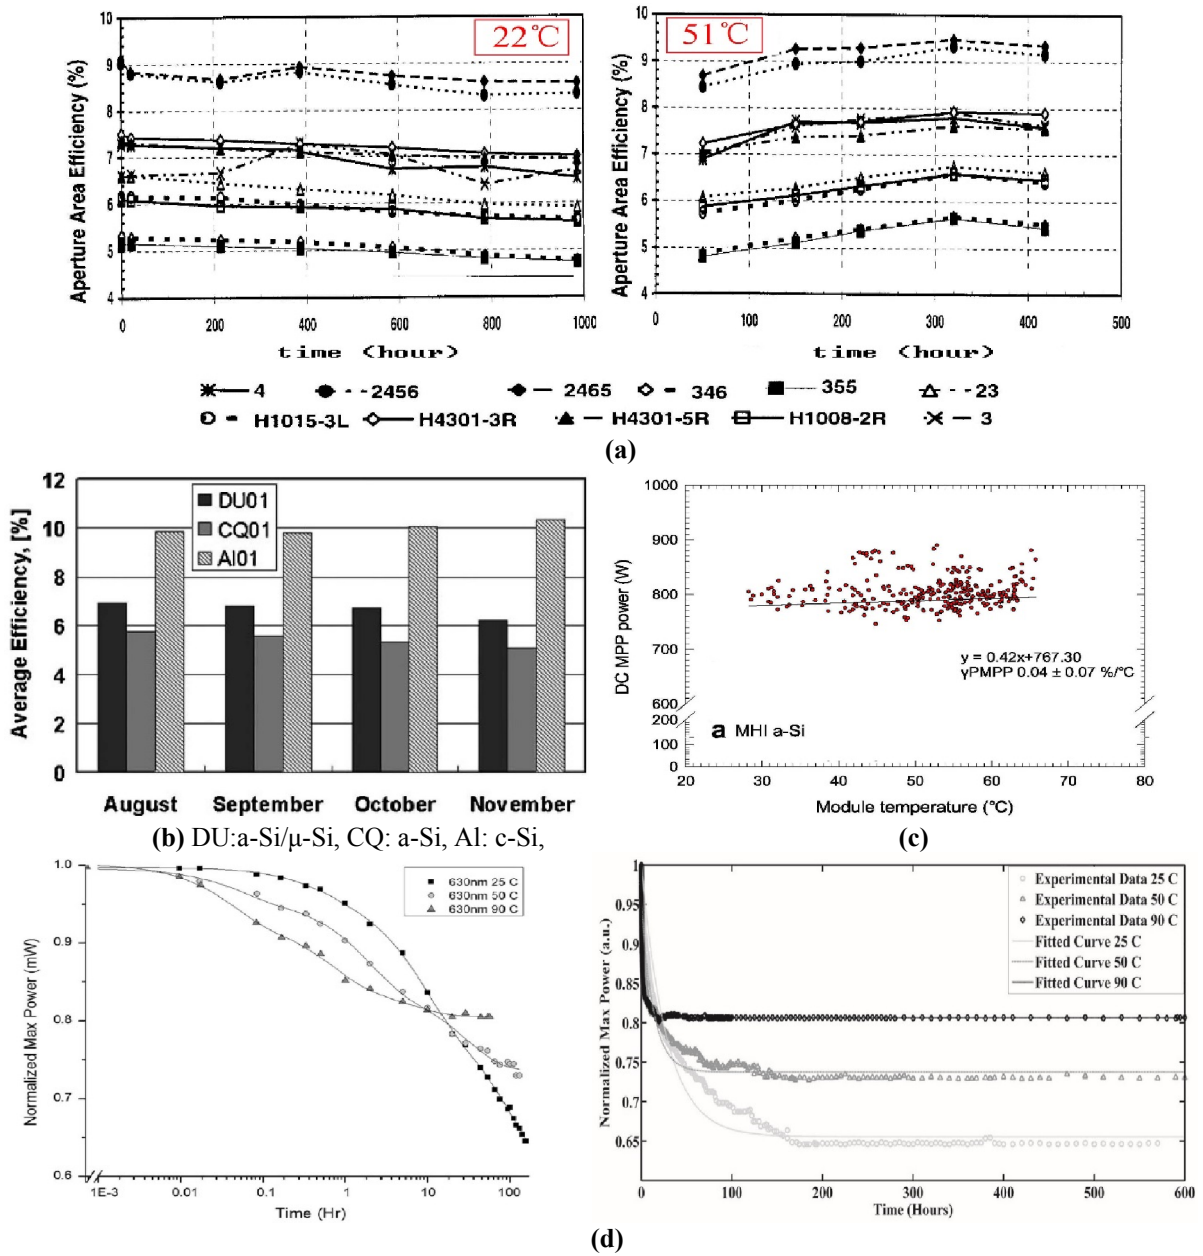 22℃
51℃
Aperture Area Efficiency (%)
9
8
7
6
5
4
0
200
400
600
800
1000
time (hour)
Aperture Area Efficiency (%)
10
9
8
7
6
5
4
0
100
200
300
400
500
time (hour)
4
2456
2465
346
355
23
H1015-3L
H4301-3R
H4301-5R
H1008-2R
3
(a)
Average Efficiency, [%]
12
10
8
6
4
2
0
DU01
CQ01
Al01
August
September
October
November
(b) DU:a-Si/μ-Si, CQ: a-Si, Al: c-Si,
DC MPP power (W)
1000
900
800
700
600
200
100
0
y = 0.42x+767.30
γPMPP 0.04 ± 0.07 %/°C
a MHI a-Si
20
30
40
50
60
70
80
Module temperature (°C)
(c)
Normalized Max Power (mW)
1.0
0.9
0.8
0.7
0.6
630nm 25 C
630nm 50 C
630nm 90 C
1E-3
0.01
0.1
1
10
100
Time (Hr)
Normalized Max Power (a.u.)
1
0.95
0.9
0.85
0.8
0.75
0.7
0.65
Experimental Data 25 C
Experimental Data 50 C
Experimental Data 90 C
Fitted Curve 25 C
Fitted Curve 50 C
Fitted Curve 90 C
0
100
200
300
400
500
600
Time (Hours)
(d)